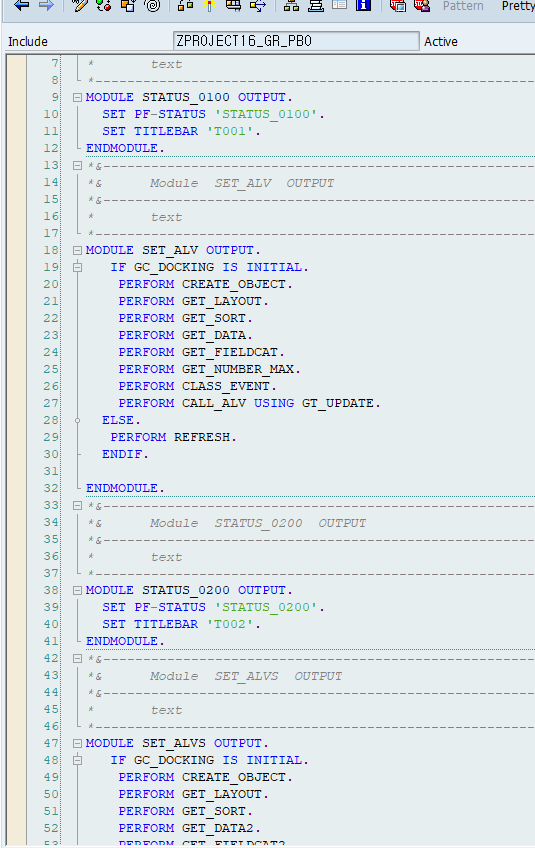 Pattern Pretty
Include ZPROJECT16_GR_PBO Active
7 * text
8 *----------------------------------------------------------------------
9 MODULE STATUS_0100 OUTPUT.
10 SET PF-STATUS 'STATUS_0100'.
11 SET TITLEBAR 'T001'.
12 ENDMODULE.
13 *&---------------------------------------------------------------------
14 *& Module SET_ALV OUTPUT
15 *&---------------------------------------------------------------------
16 * text
17 *----------------------------------------------------------------------
18 MODULE SET_ALV OUTPUT.
19 IF GC_DOCKING IS INITIAL.
20 PERFORM CREATE_OBJECT.
21 PERFORM GET_LAYOUT.
22 PERFORM GET_SORT.
23 PERFORM GET_DATA.
24 PERFORM GET_FIELDCAT.
25 PERFORM GET_NUMBER_MAX.
26 PERFORM CLASS_EVENT.
27 PERFORM CALL_ALV USING GT_UPDATE.
28 ELSE.
29 PERFORM REFRESH.
30 ENDIF.
31
32 ENDMODULE.
33 *&---------------------------------------------------------------------
34 *& Module STATUS_0200 OUTPUT
35 *&---------------------------------------------------------------------
36 * text
37 *----------------------------------------------------------------------
38 MODULE STATUS_0200 OUTPUT.
39 SET PF-STATUS 'STATUS_0200'.
40 SET TITLEBAR 'T002'.
41 ENDMODULE.
42 *&---------------------------------------------------------------------
43 *& Module SET_ALVS OUTPUT
44 *&---------------------------------------------------------------------
45 * text
46 *----------------------------------------------------------------------
47 MODULE SET_ALVS OUTPUT.
48 IF GC_DOCKING IS INITIAL.
49 PERFORM CREATE_OBJECT.
50 PERFORM GET_LAYOUT.
51 PERFORM GET_SORT.
52 PERFORM GET_DATA2.
53 PERFORM GET_FIELDCAT2.